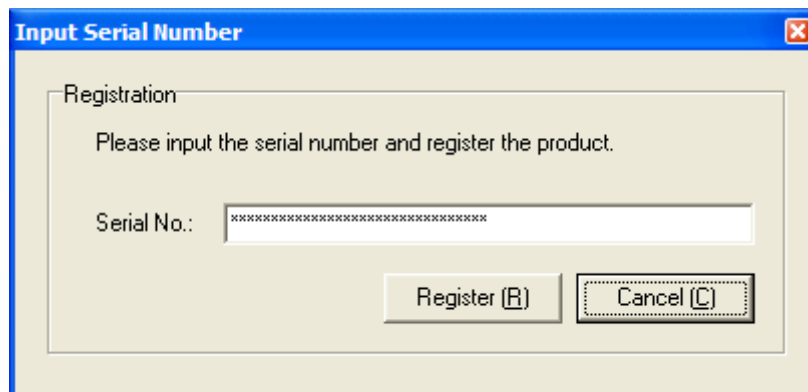 Input Serial Number
Registration
Please input the serial number and register the product.
Serial No.: ********************************
Register (R) Cancel (C)